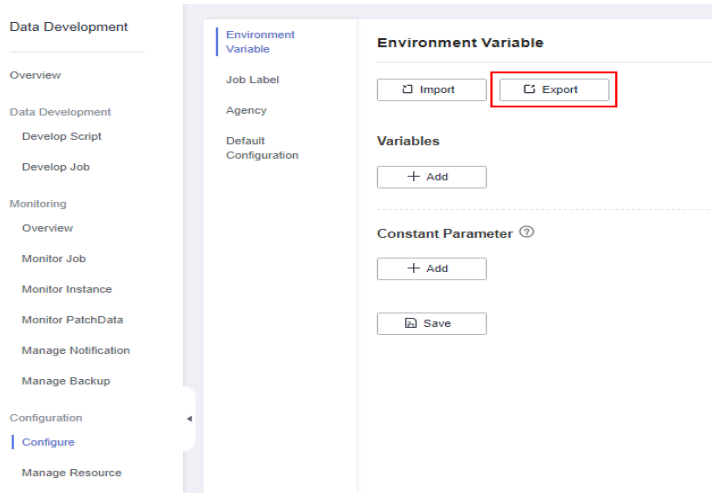 Data Development
Overview
Data Development
Develop Script
Develop Job
Monitoring
Overview
Monitor Job
Monitor Instance
Monitor PatchData
Manage Notification
Manage Backup
Configuration
Configure
Manage Resource
Environment
Variable
Job Label
Agency
Default
Configuration
Environment Variable
Import
Export
Variables
+ Add
Constant Parameter ?
+ Add
Save